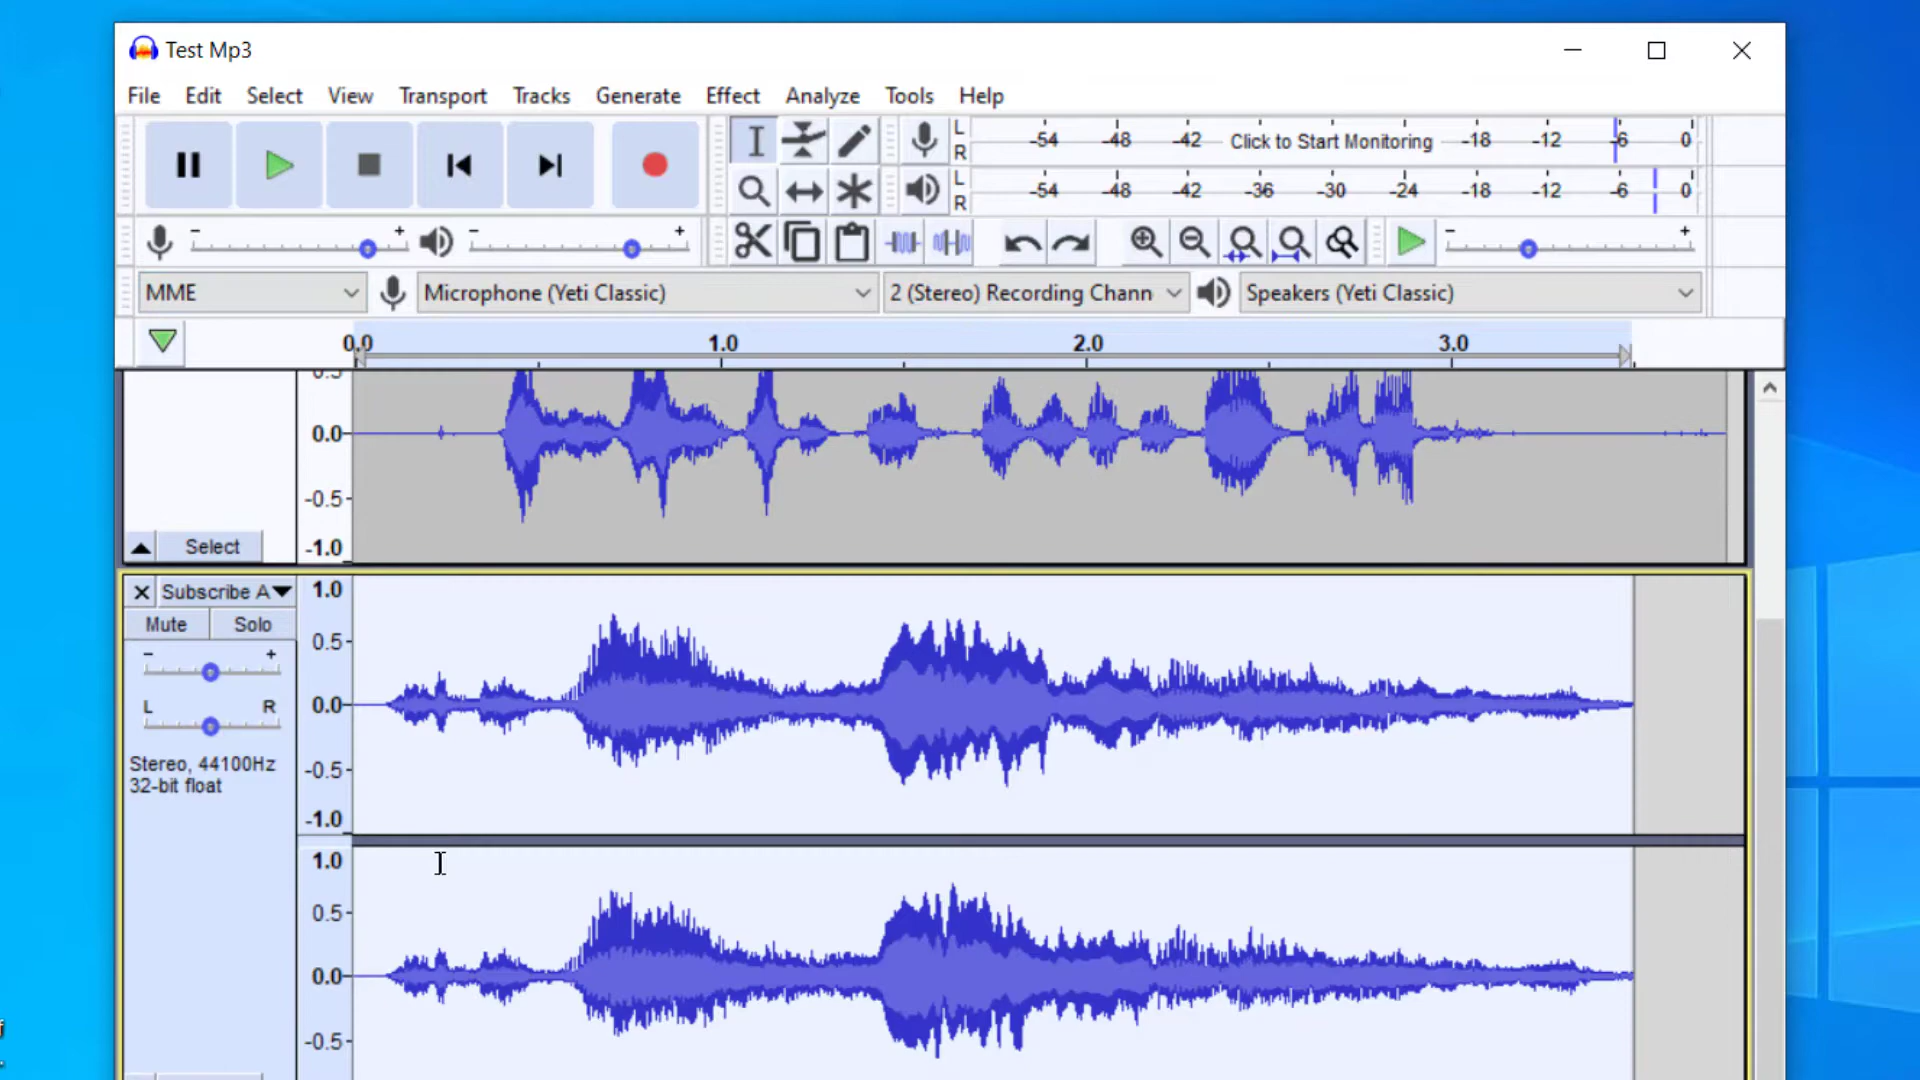 Test Mp3
File Edit Select View Transport Tracks Generate Effect Analyze Tools Help
L -54 -48 -42 Click to Start Monitoring -18 -12 -6 0
R
L -54 -48 -42 -36 -30 -24 -18 -12 -6 0
R
- + - + - +
MME Microphone (Yeti Classic) 2 (Stereo) Recording Chann Speakers (Yeti Classic)
0.0 1.0 2.0 3.0
0.5
0.0
-0.5
Select -1.0
X Subscribe A 1.0
Mute Solo 0.5
- +
L R 0.0
Stereo, 44100Hz -0.5
32-bit float
-1.0
1.0
0.5
0.0
-0.5